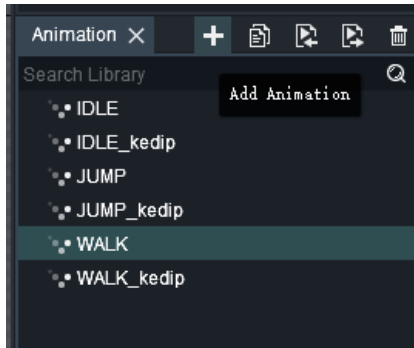 Animation
Search Library
Add Animation
IDLE
IDLE_kedip
JUMP
JUMP_kedip
WALK
WALK_kedip